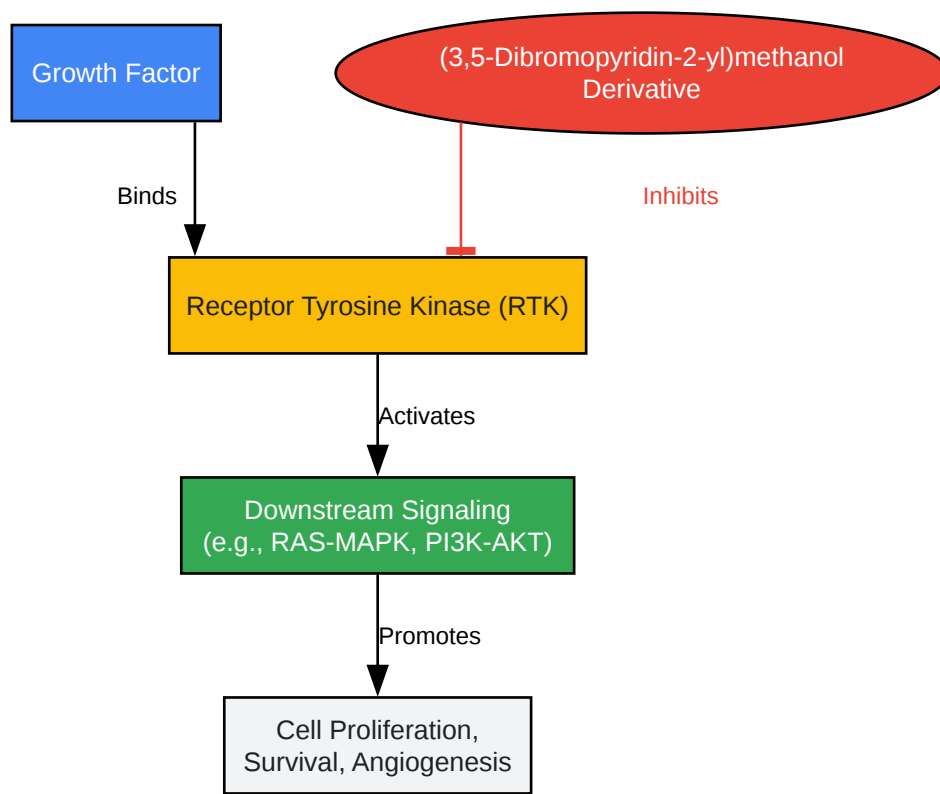 Growth Factor
(3,5-Dibromopyridin-2-yl)methanol
Derivative
Binds
Inhibits
Receptor Tyrosine Kinase (RTK)
Activates
Downstream Signaling
(e.g., RAS-MAPK, PI3K-AKT)
Promotes
Cell Proliferation,
Survival, Angiogenesis